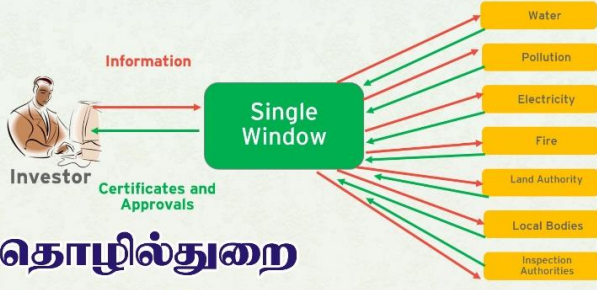 Information
Investor
Certificates and
Approvals
தொழில்துறை
Single
Window
Water
Pollution
Electricity
Fire
Land Authority
Local Bodies
Inspection
Authorities